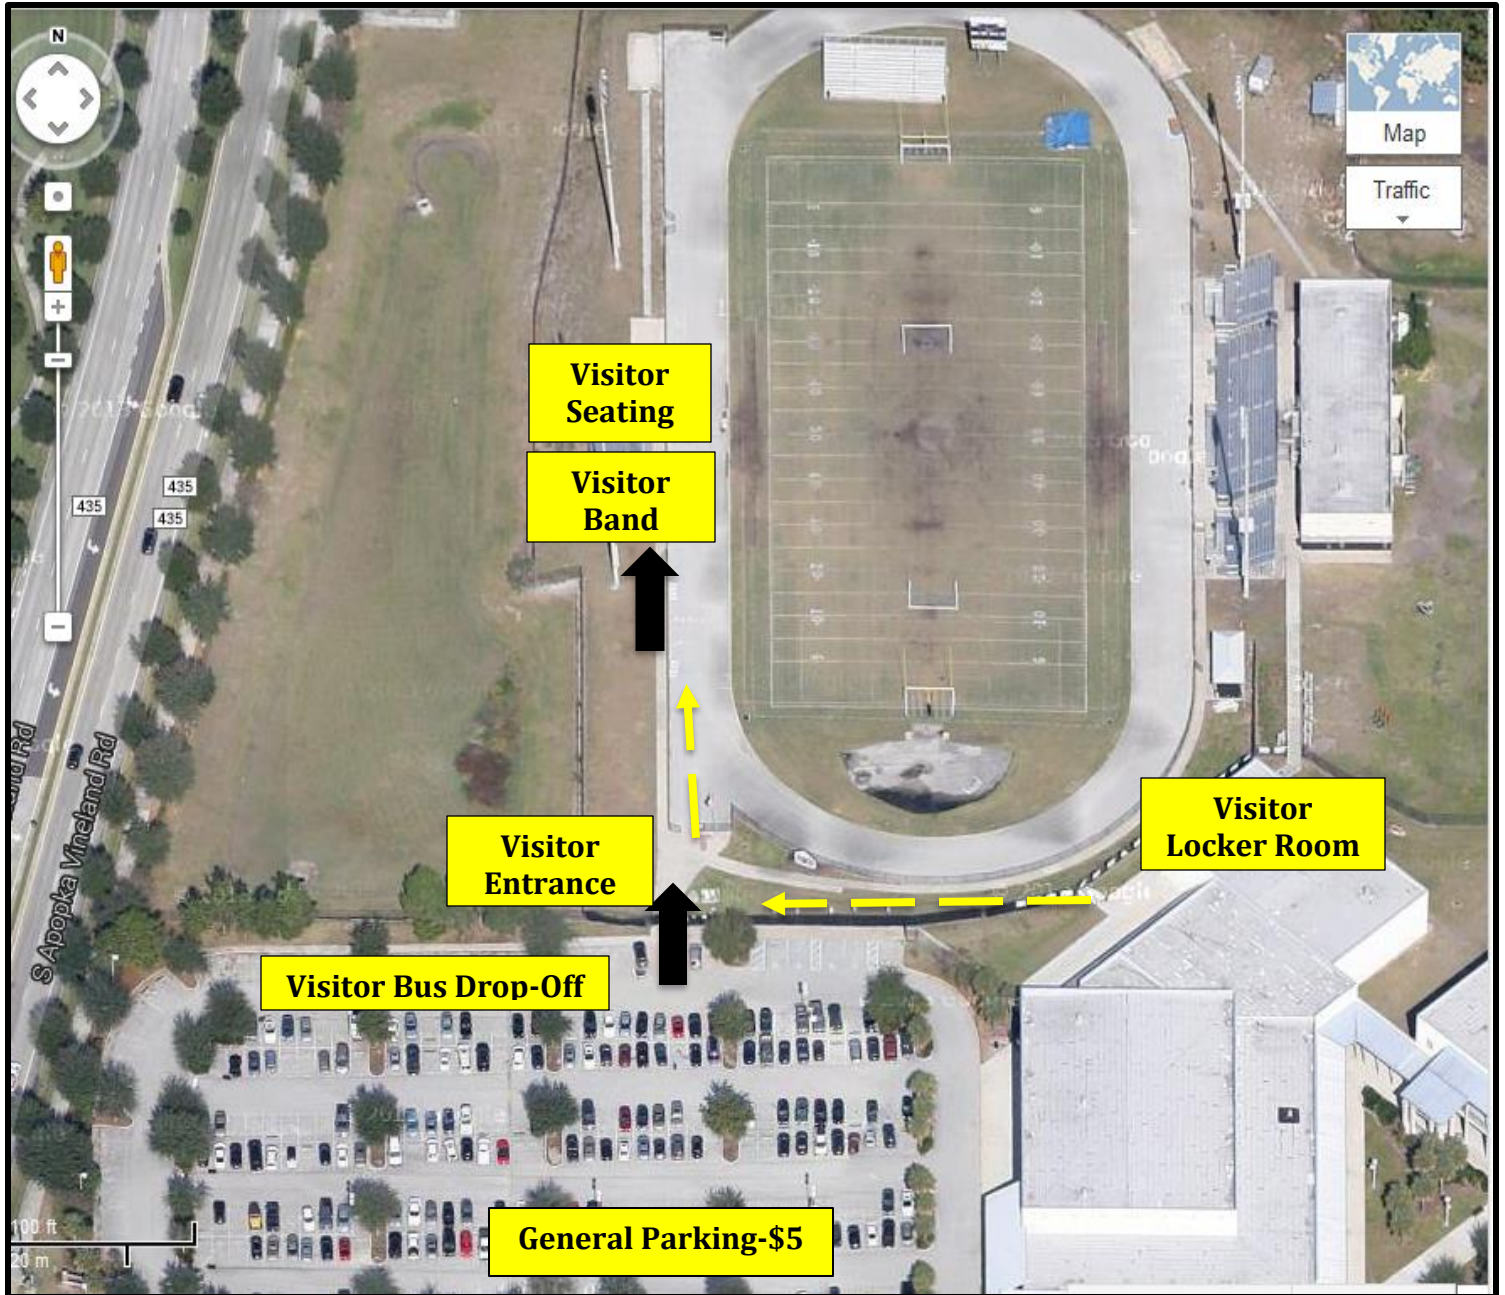 N
Map
Traffic
Visitor
Seating
Visitor
Band
435
435
435
S Apopka Vineland Rd
Visitor
Locker Room
Visitor
Entrance
Visitor Bus Drop-Off
General Parking-$5
100 ft
20 m